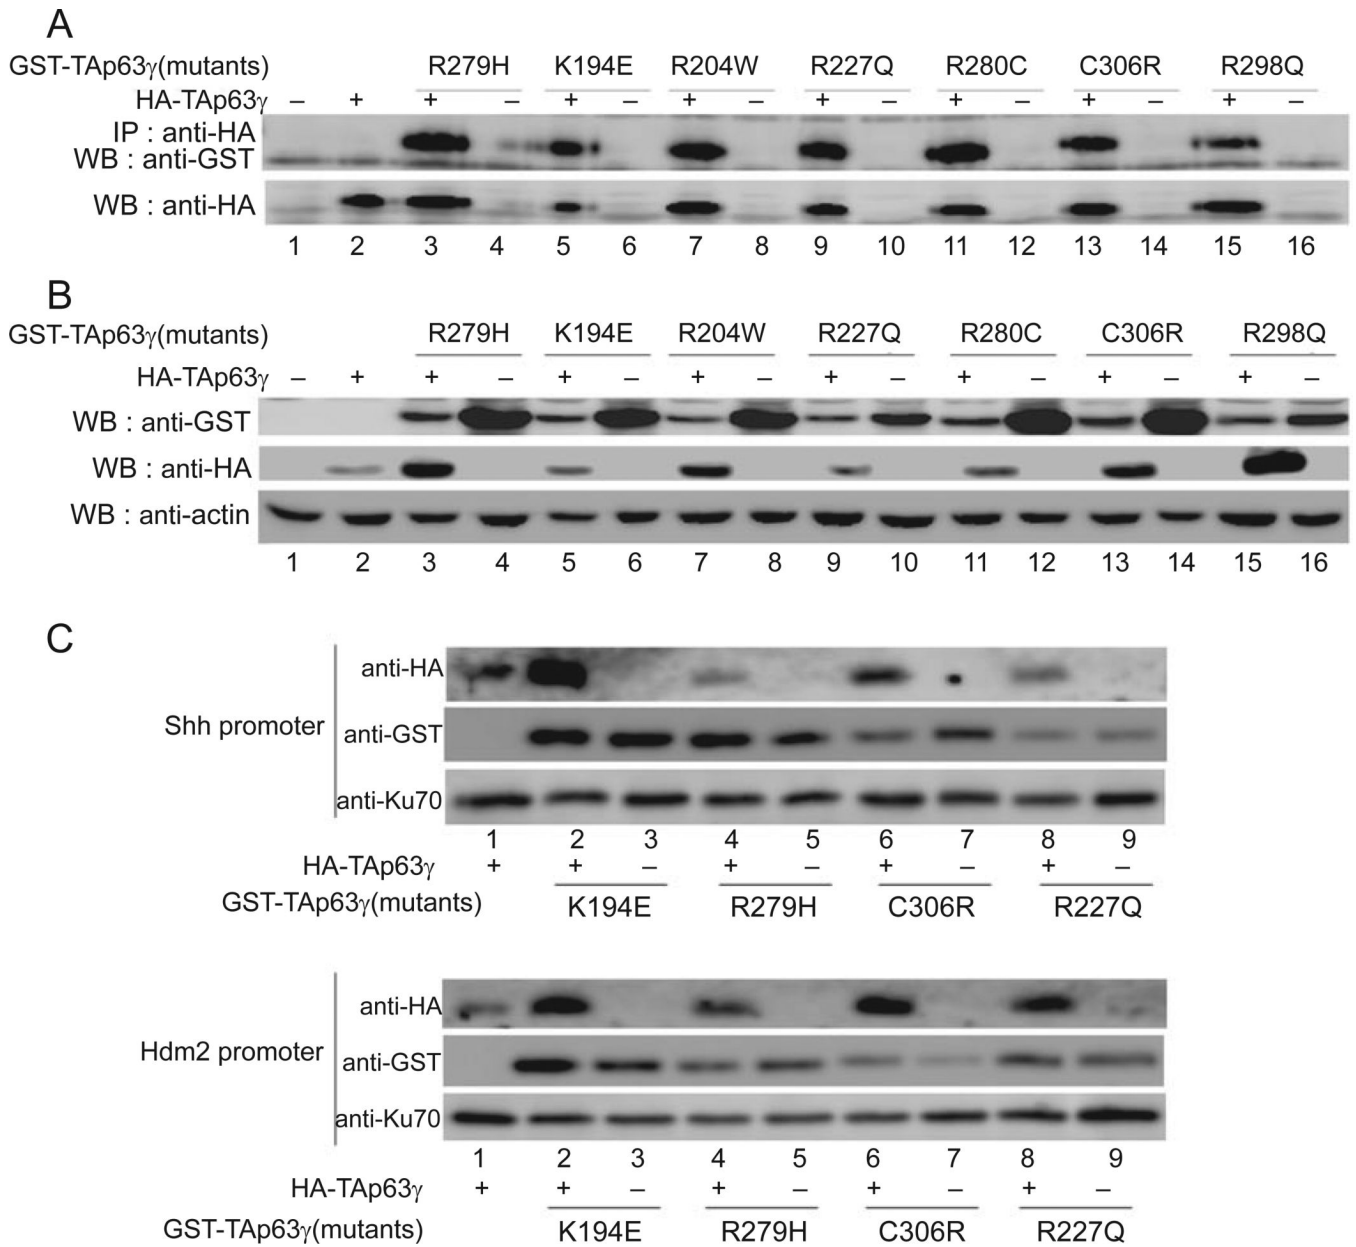 A
GST-TAp63γ(mutants) R279H K194E R204W R227Q R280C C306R R298Q
HA-TAp63γ – + + – + – + – + – + – + – + –
IP : anti-HA
WB : anti-GST
WB : anti-HA
1 2 3 4 5 6 7 8 9 10 11 12 13 14 15 16
B
GST-TAp63γ(mutants) R279H K194E R204W R227Q R280C C306R R298Q
HA-TAp63γ – + + – + – + – + – + – + – + –
WB : anti-GST
WB : anti-HA
WB : anti-actin
1 2 3 4 5 6 7 8 9 10 11 12 13 14 15 16
C
anti-HA
Shh promoter anti-GST
anti-Ku70
1 2 3 4 5 6 7 8 9
HA-TAp63γ + + – + – + – + –
GST-TAp63γ(mutants) K194E R279H C306R R227Q
anti-HA
Hdm2 promoter anti-GST
anti-Ku70
1 2 3 4 5 6 7 8 9
HA-TAp63γ + + – + – + – + –
GST-TAp63γ(mutants) K194E R279H C306R R227Q